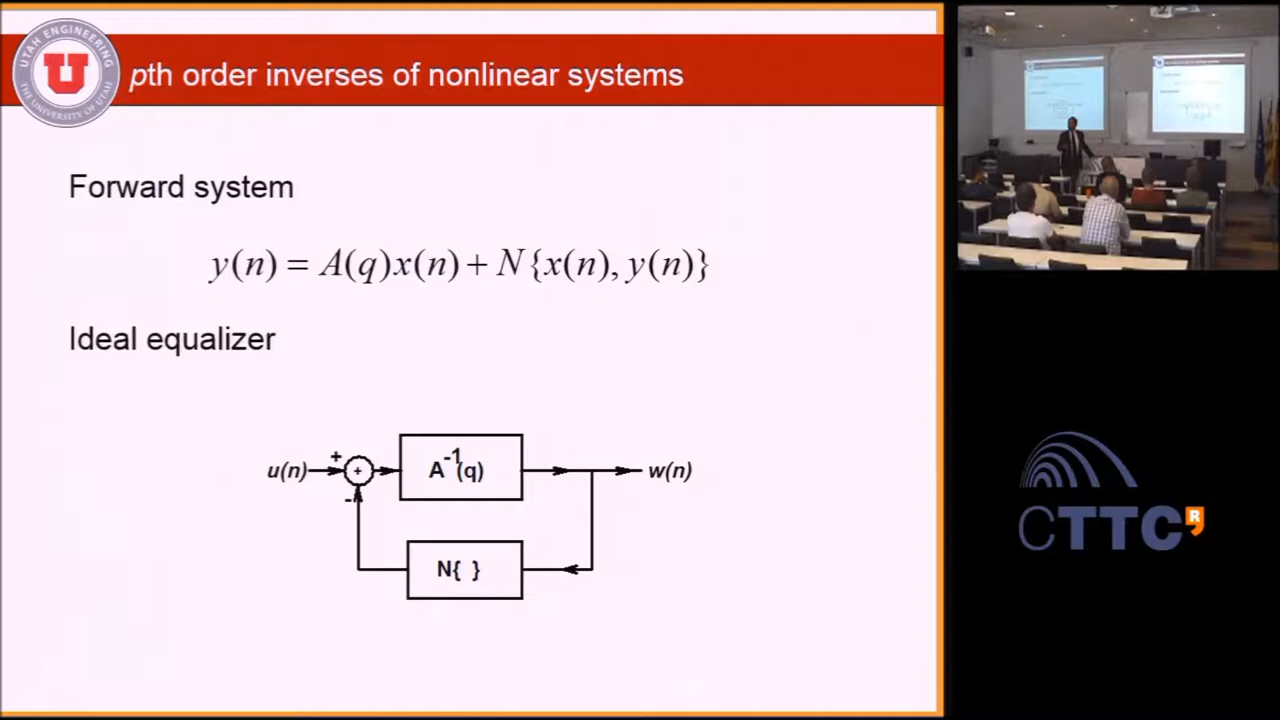 UTAH ENGINEERING
U
THE UNIVERSITY OF UTAH
pth order inverses of nonlinear systems
Forward system
y(n) = A(q)x(n) + N{x(n), y(n)}
Ideal equalizer
u(n) + + A⁻¹(q) w(n)
-
N{ }
CTTC R